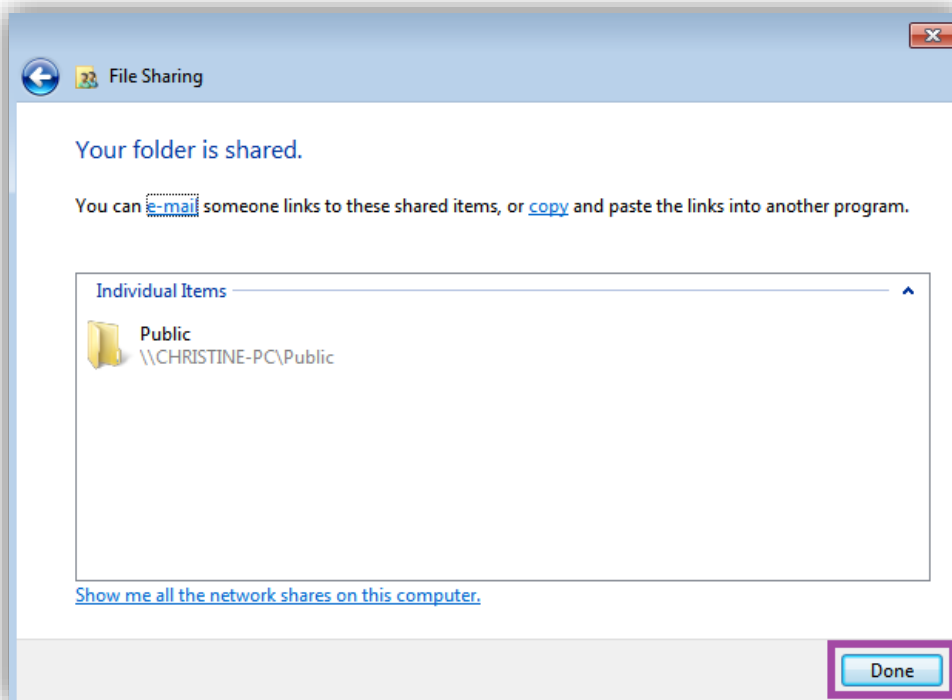 File Sharing
Your folder is shared.
You can e-mail someone links to these shared items, or copy and paste the links into another program.
Individual Items
Public
\\CHRISTINE-PC\Public
Show me all the network shares on this computer.
Done